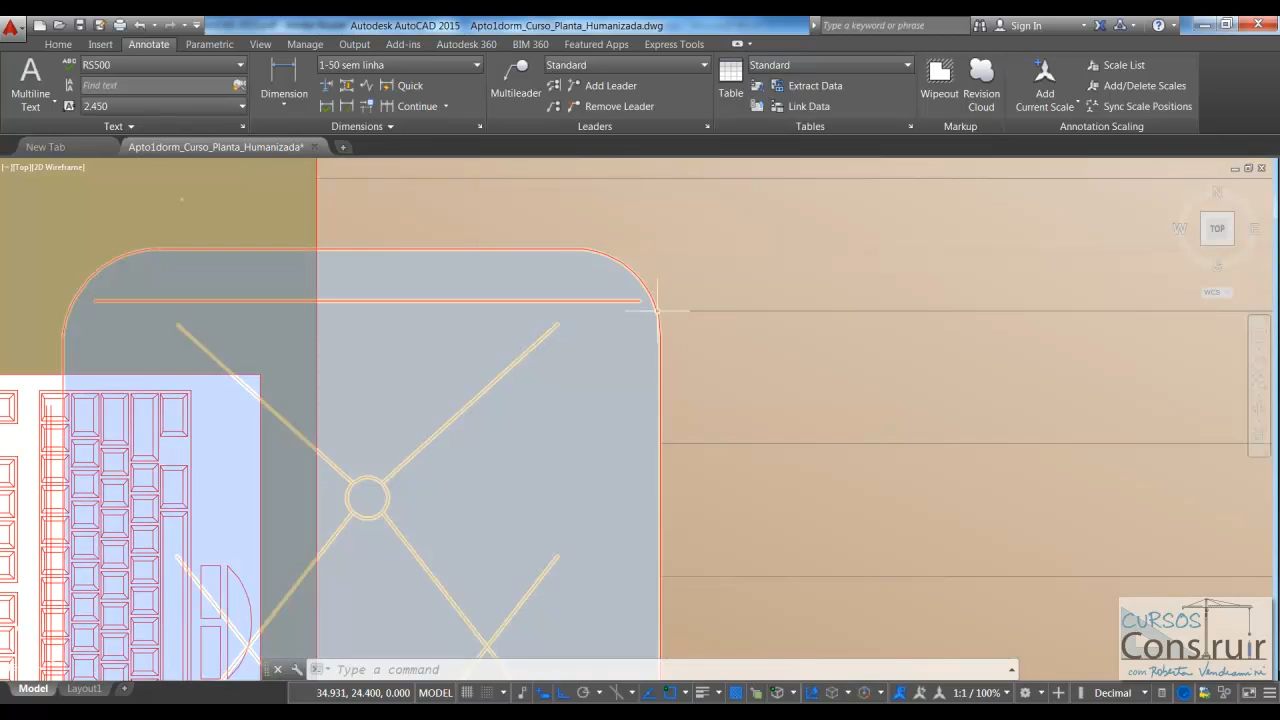 Autodesk AutoCAD 2015   Apto1dorm_Curso_Planta_Humanizada.dwg
Type a keyword or phrase
Sign In
Home Insert Annotate Parametric View Manage Output Add-ins Autodesk 360 BIM 360 Featured Apps Express Tools
Multiline Text
ABC
RS500
Find text
2.450
Text
Dimension
1-50 sem linha
Quick
Continue
Dimensions
Multileader
Standard
Add Leader
Remove Leader
Leaders
Table
Standard
Extract Data
Link Data
Tables
Wipeout
Revision Cloud
Markup
Add Current Scale
Scale List
Add/Delete Scales
Sync Scale Positions
Annotation Scaling
New Tab
Apto1dorm_Curso_Planta_Humanizada*
[−][Top][2D Wireframe]
N
W TOP E
S
WCS
CURSOS
Construir
com Roberta Vendramini
Type a command
Model Layout1
34.931, 24.400, 0.000 MODEL
1:1 / 100%
Decimal